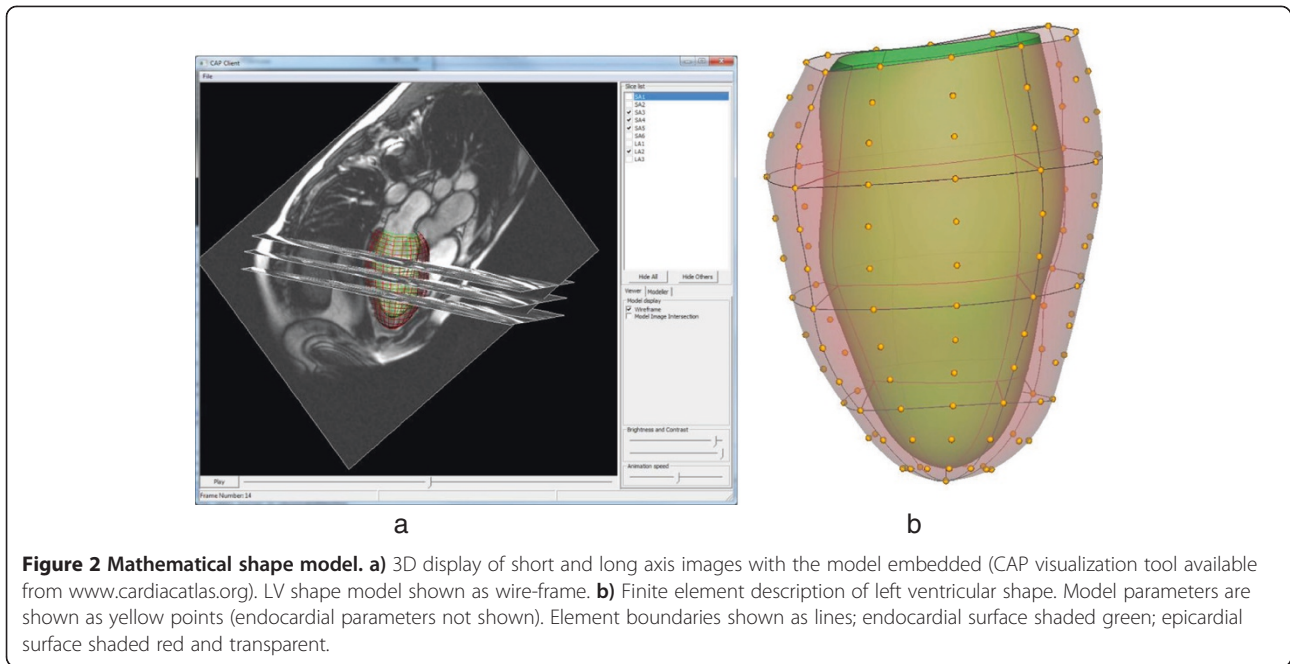 CAP Client
File
Slice list
SA1
SA2
SA3
SA4
SA5
SA6
LA1
LA2
LA3
Hide All Hide Others
Viewer Modeller
Model display
Wireframe
Model Image Intersection
Brightness and Contrast
Animation speed
Play
Frame Number: 14
a
b
Figure 2 Mathematical shape model. a) 3D display of short and long axis images with the model embedded (CAP visualization tool available
from www.cardiacatlas.org). LV shape model shown as wire-frame. b) Finite element description of left ventricular shape. Model parameters are
shown as yellow points (endocardial parameters not shown). Element boundaries shown as lines; endocardial surface shaded green; epicardial
surface shaded red and transparent.